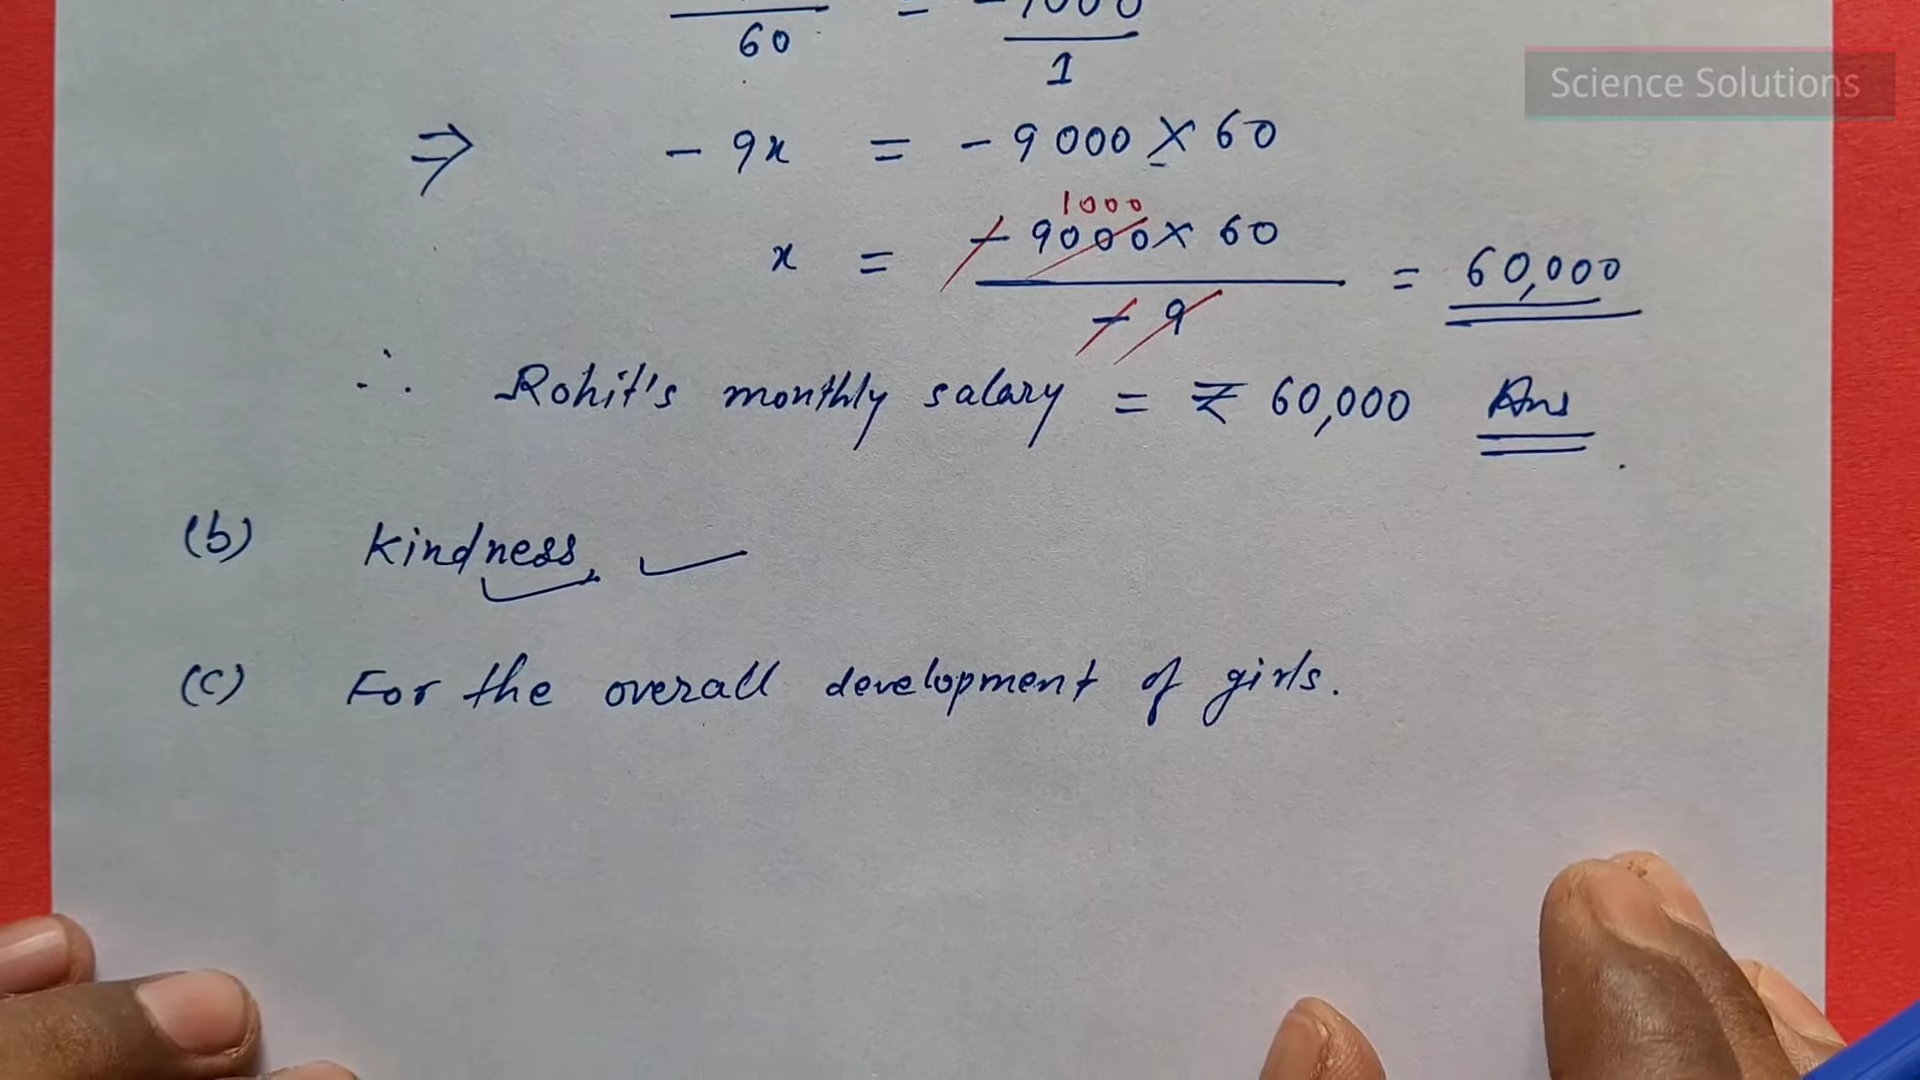 60 = -
1
Science Solutions
⇒ - 9x = - 9000 × 60
1000
x = - 9000 × 60 = 60,000
- 9
∴ Rohit's monthly salary = ₹ 60,000 Ans
(b) kindness.
(c) For the overall development of girls.